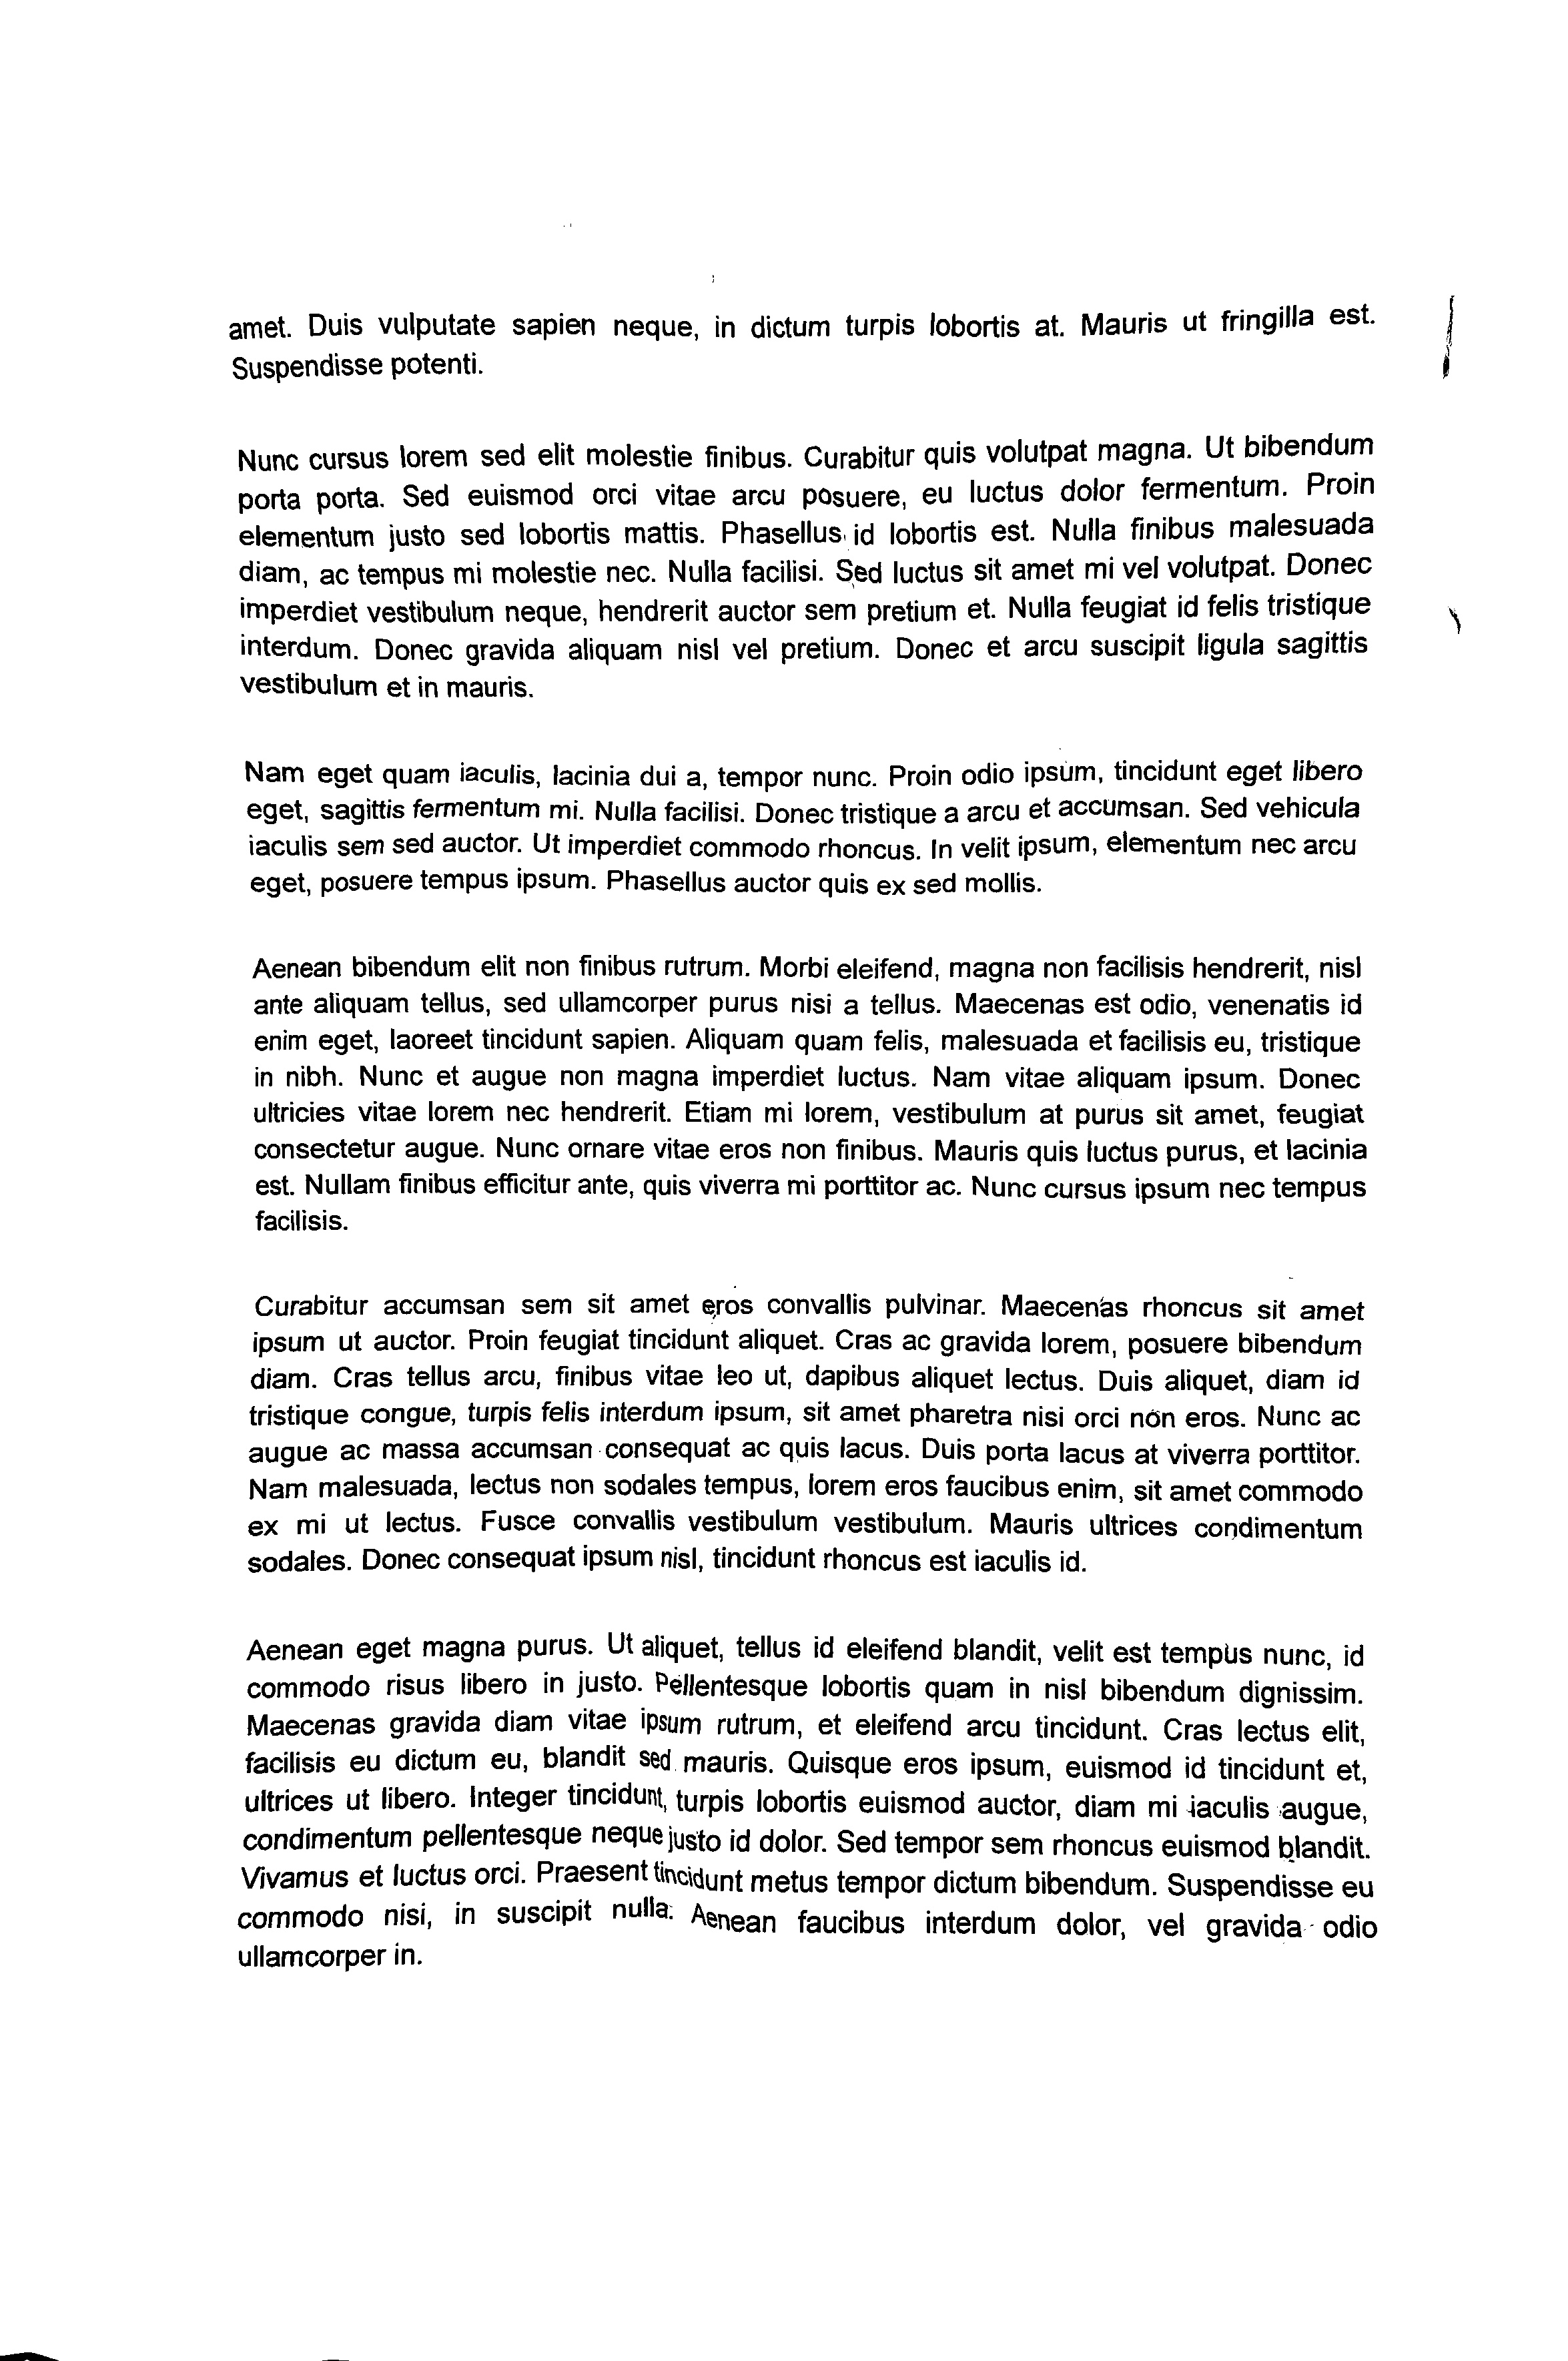 amet. Duis vulputate sapien neque, in dictum turpis lobortis at. Mauris ut fringilla est.
Suspendisse potenti.
Nunc cursus lorem sed elit molestie finibus. Curabitur quis volutpat magna. Ut bibendum
porta porta. Sed euismod orci vitae arcu posuere, eu luctus dolor fermentum. Proin
elementum justo sed lobortis mattis. Phasellus id lobortis est. Nulla finibus malesuada
diam, ac tempus mi molestie nec. Nulla facilisi. Sed luctus sit amet mi vel volutpat. Donec
imperdiet vestibulum neque, hendrerit auctor sem pretium et. Nulla feugiat id felis tristique
interdum. Donec gravida aliquam nisl vel pretium. Donec et arcu suscipit ligula sagittis
vestibulum et in mauris.
Nam eget quam iaculis, lacinia dui a, tempor nunc. Proin odio ipsum, tincidunt eget libero
eget, sagittis fermentum mi. Nulla facilisi. Donec tristique a arcu et accumsan. Sed vehicula
iaculis sem sed auctor. Ut imperdiet commodo rhoncus. In velit ipsum, elementum nec arcu
eget, posuere tempus ipsum. Phasellus auctor quis ex sed mollis.
Aenean bibendum elit non finibus rutrum. Morbi eleifend, magna non facilisis hendrerit, nisl
ante aliquam tellus, sed ullamcorper purus nisi a tellus. Maecenas est odio, venenatis id
enim eget, laoreet tincidunt sapien. Aliquam quam felis, malesuada et facilisis eu, tristique
in nibh. Nunc et augue non magna imperdiet luctus. Nam vitae aliquam ipsum. Donec
ultricies vitae lorem nec hendrerit. Etiam mi lorem, vestibulum at purus sit amet, feugiat
consectetur augue. Nunc ornare vitae eros non finibus. Mauris quis luctus purus, et lacinia
est. Nullam finibus efficitur ante, quis viverra mi porttitor ac. Nunc cursus ipsum nec tempus
facilisis.
Curabitur accumsan sem sit amet eros convallis pulvinar. Maecenas rhoncus sit amet
ipsum ut auctor. Proin feugiat tincidunt aliquet. Cras ac gravida lorem, posuere bibendum
diam. Cras tellus arcu, finibus vitae leo ut, dapibus aliquet lectus. Duis aliquet, diam id
tristique congue, turpis felis interdum ipsum, sit amet pharetra nisi orci non eros. Nunc ac
augue ac massa accumsan consequat ac quis lacus. Duis porta lacus at viverra porttitor.
Nam malesuada, lectus non sodales tempus, lorem eros faucibus enim, sit amet commodo
ex mi ut lectus. Fusce convallis vestibulum vestibulum. Mauris ultrices condimentum
sodales. Donec consequat ipsum nisl, tincidunt rhoncus est iaculis id.
Aenean eget magna purus. Ut aliquet, tellus id eleifend blandit, velit est tempus nunc, id
commodo risus libero in justo. Pellentesque lobortis quam in nisl bibendum dignissim.
Maecenas gravida diam vitae ipsum rutrum, et eleifend arcu tincidunt. Cras lectus elit,
facilisis eu dictum eu, blandit sed mauris. Quisque eros ipsum, euismod id tincidunt et,
ultrices ut libero. Integer tincidunt, turpis lobortis euismod auctor, diam mi iaculis augue,
condimentum pellentesque neque justo id dolor. Sed tempor sem rhoncus euismod blandit.
Vivamus et luctus orci. Praesent tincidunt metus tempor dictum bibendum. Suspendisse eu
commodo nisi, in suscipit nulla. Aenean faucibus interdum dolor, vel gravida odio
ullamcorper in.